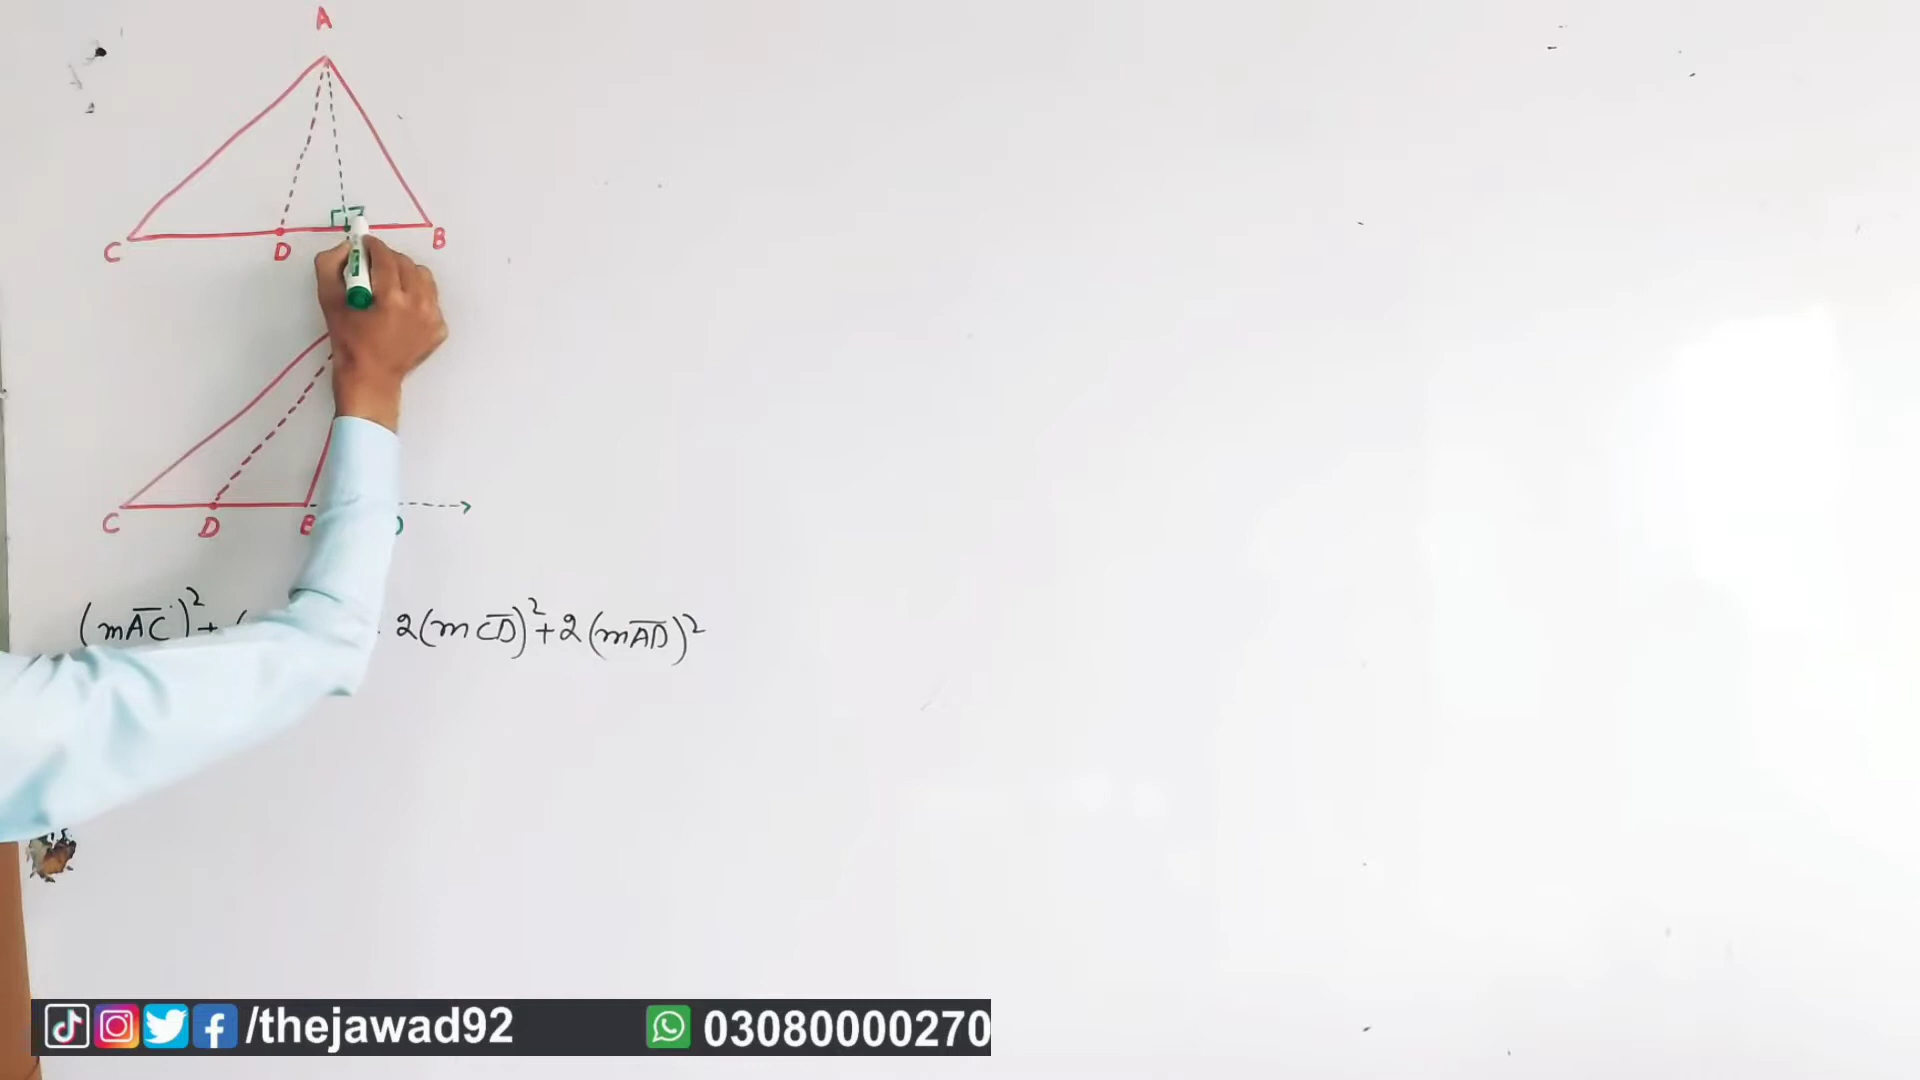 A
C D B
C D B
(mAC̅)² + ( 2(mCD̅)² + 2(mAD̅)²
/thejawad92 03080000270